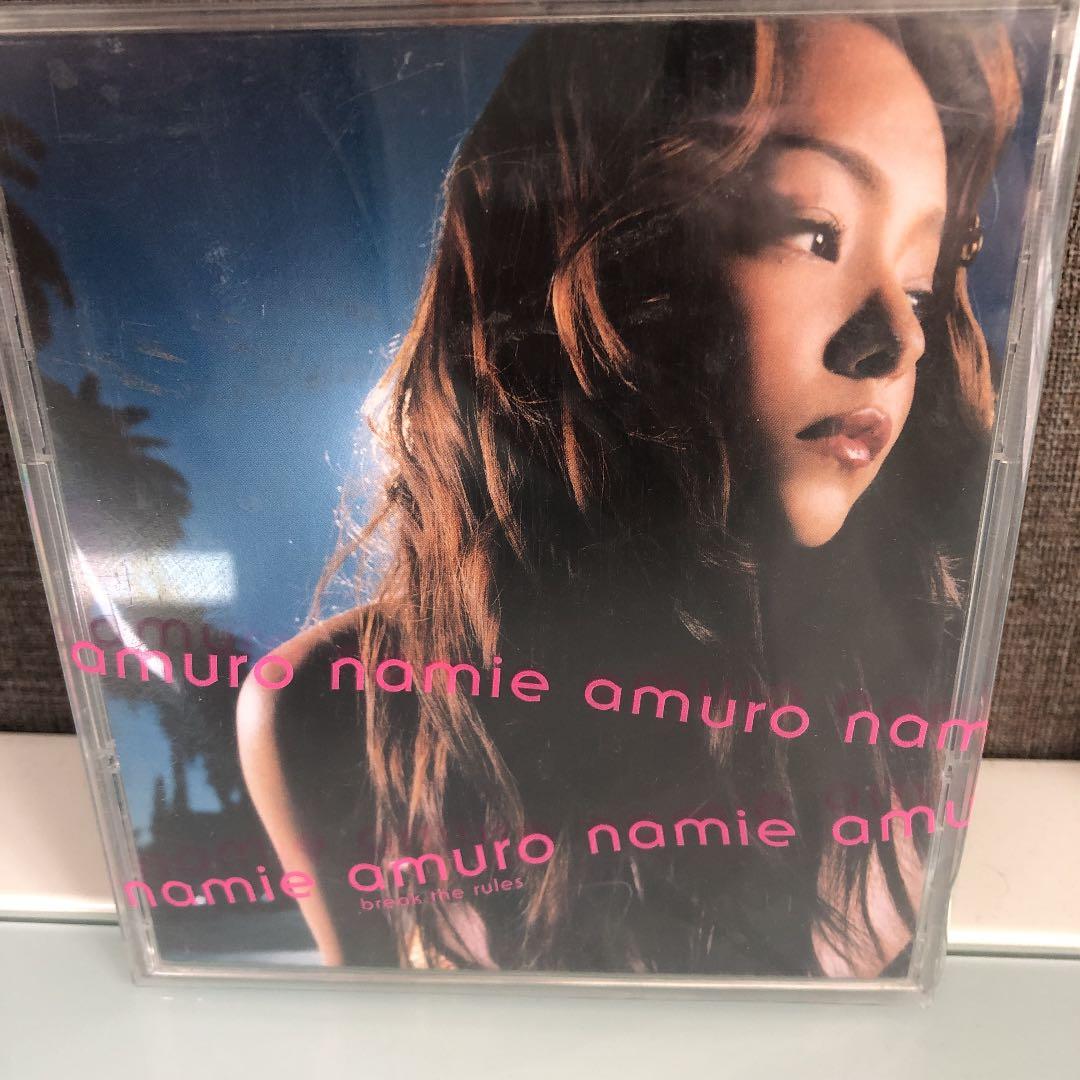 amuro namie amuro nam
namie amuro namie amu
break the rules